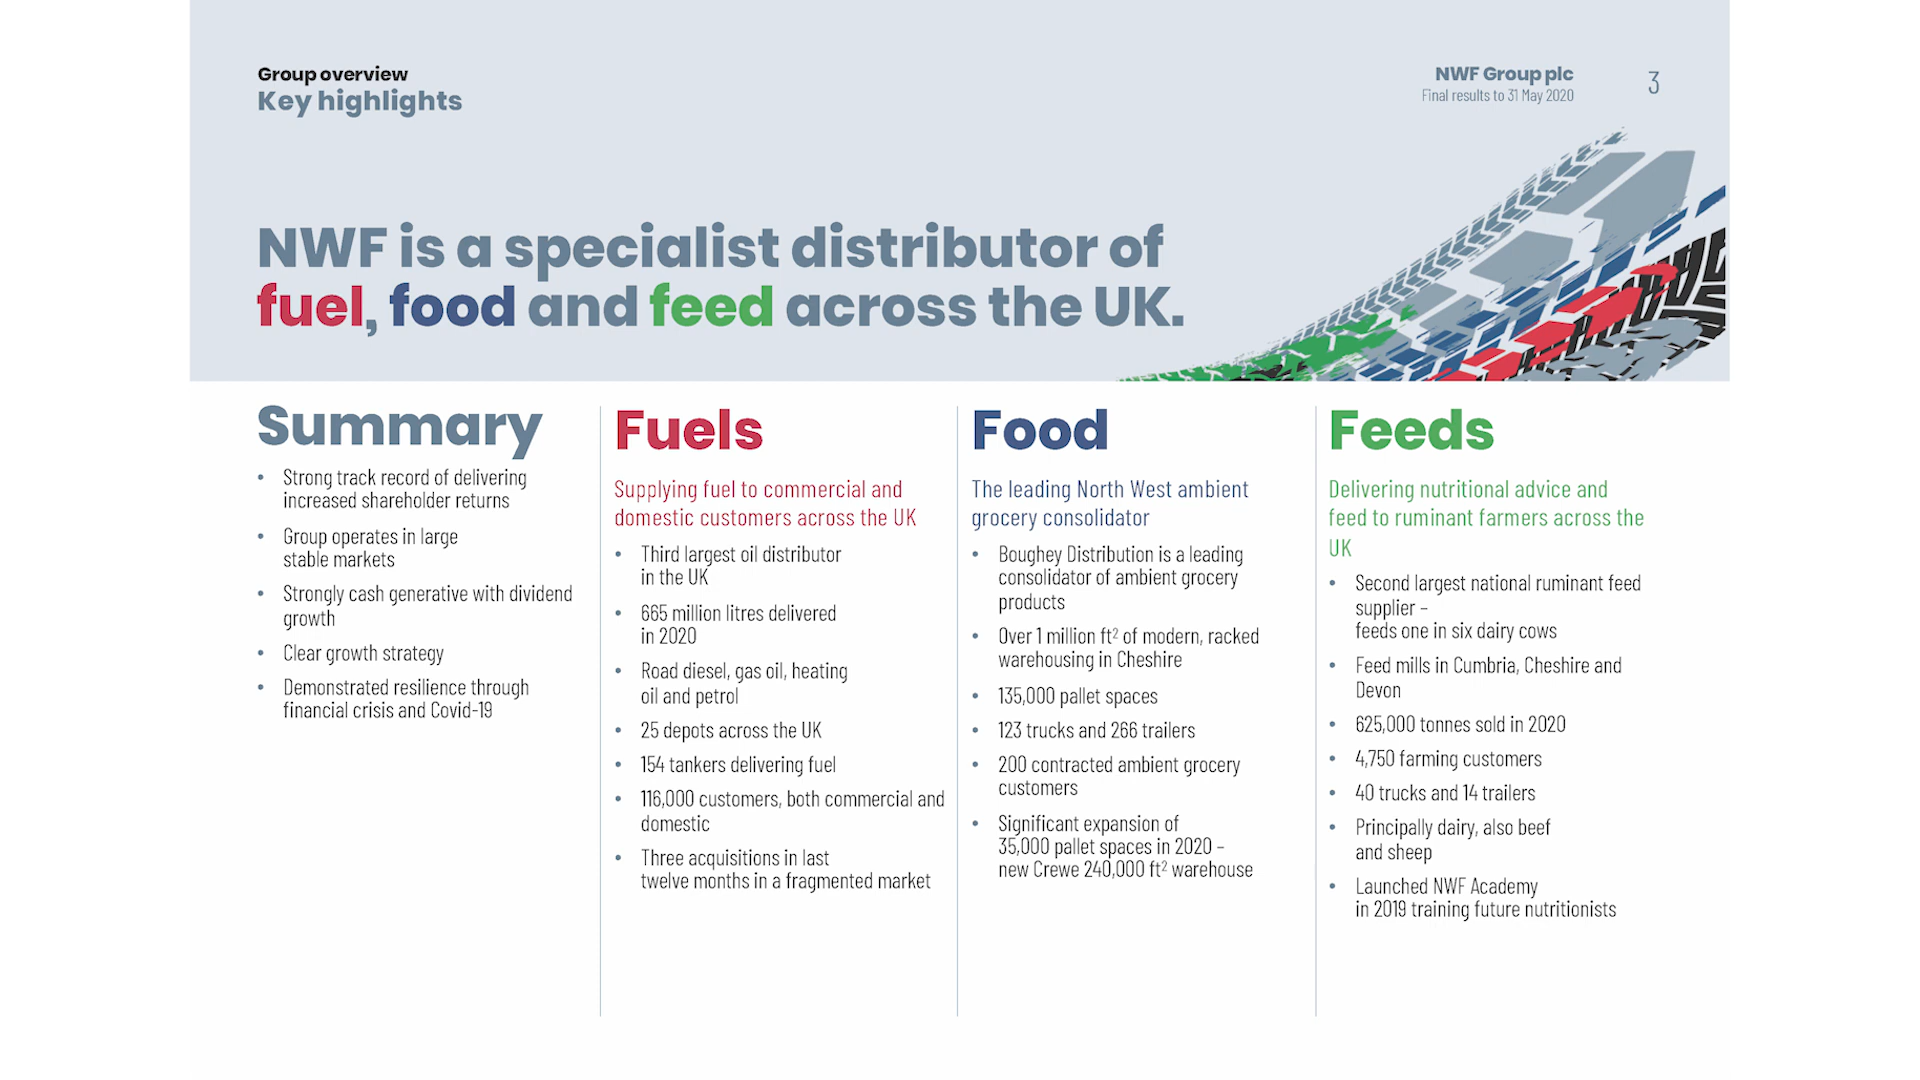 Group overview
Key highlights
NWF Group plc
Final results to 31 May 2020
3
NWF is a specialist distributor of
fuel, food and feed across the UK.
Summary
• Strong track record of delivering
increased shareholder returns
• Group operates in large
stable markets
• Strongly cash generative with dividend
growth
• Clear growth strategy
• Demonstrated resilience through
financial crisis and Covid-19
Fuels
Supplying fuel to commercial and
domestic customers across the UK
• Third largest oil distributor
in the UK
• 665 million litres delivered
in 2020
• Road diesel, gas oil, heating
oil and petrol
• 25 depots across the UK
• 154 tankers delivering fuel
• 116,000 customers, both commercial and
domestic
• Three acquisitions in last
twelve months in a fragmented market
Food
The leading North West ambient
grocery consolidator
• Boughey Distribution is a leading
consolidator of ambient grocery
products
• Over 1 million ft² of modern, racked
warehousing in Cheshire
• 135,000 pallet spaces
• 123 trucks and 266 trailers
• 200 contracted ambient grocery
customers
• Significant expansion of
35,000 pallet spaces in 2020 –
new Crewe 240,000 ft² warehouse
Feeds
Delivering nutritional advice and
feed to ruminant farmers across the
UK
• Second largest national ruminant feed
supplier –
feeds one in six dairy cows
• Feed mills in Cumbria, Cheshire and
Devon
• 625,000 tonnes sold in 2020
• 4,750 farming customers
• 40 trucks and 14 trailers
• Principally dairy, also beef
and sheep
• Launched NWF Academy
in 2019 training future nutritionists